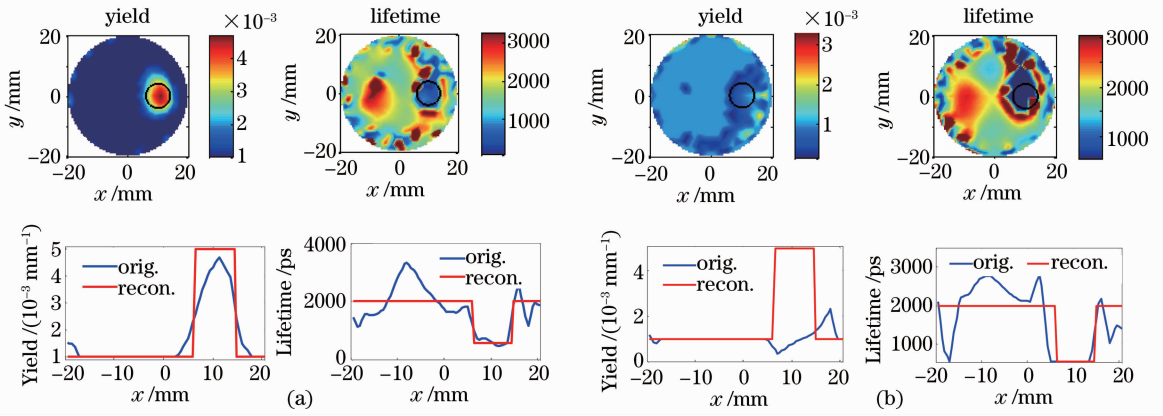 yield
×10⁻³
lifetime
20
0
−20
y /mm
4
3
2
1
−20 0 20
x /mm
20
0
−20
y /mm
3000
2000
1000
−20 0 20
x /mm
yield
×10⁻³
lifetime
20
0
−20
y /mm
3
2
1
−20 0 20
x /mm
20
0
−20
y /mm
3000
2000
1000
−20 0 20
x /mm
5
4
3
2
1
Yield /(10⁻³ mm⁻¹)
orig.
recon.
−20 −10 0 10 20
x /mm
4000
2000
0
Lifetime /ps
orig.
recon.
−20 −10 0 10 20
x /mm
(a)
4
2
0
Yield /(10⁻³ mm⁻¹)
orig.
recon.
−20 −10 0 10 20
x /mm
3000
2000
1000
Lifetime /ps
orig. recon.
−20 −10 0 10 20
x /mm
(b)